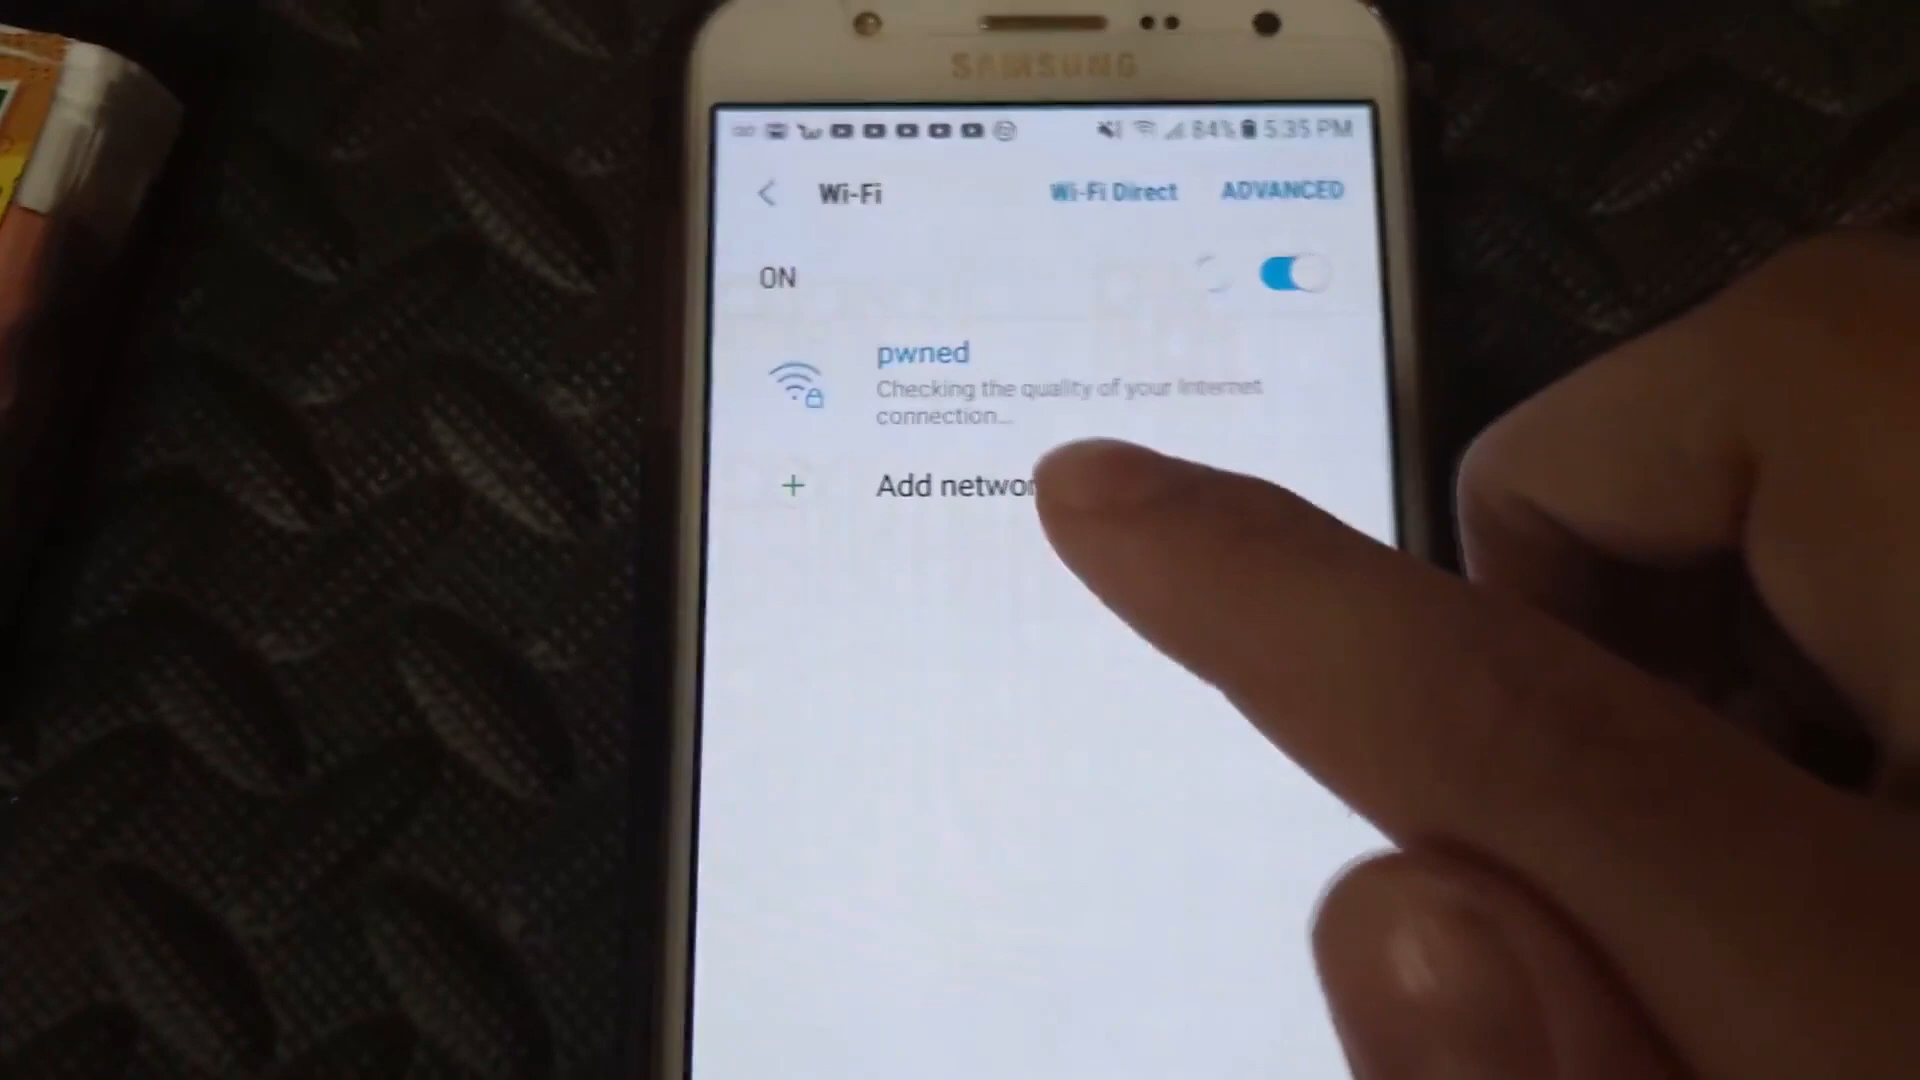 SAMSUNG
84% 5:35 PM
Wi-Fi Wi-Fi Direct ADVANCED
ON
pwned
Checking the quality of your Internet
connection...
Add networ